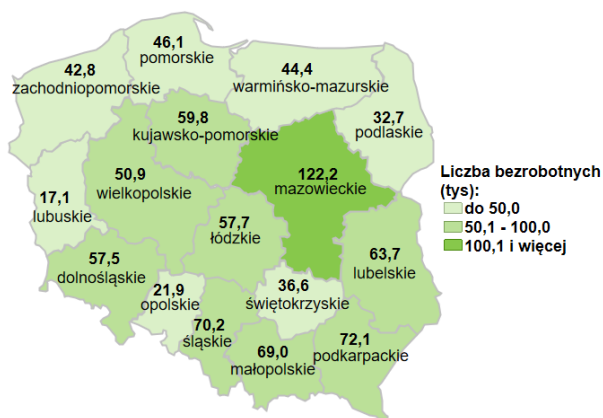 46,1
pomorskie
42,8
zachodniopomorskie
44,4
warmińsko-mazurskie
59,8
kujawsko-pomorskie
32,7
podlaskie
50,9
wielkopolskie
122,2
mazowieckie
17,1
lubuskie
57,7
łódzkie
Liczba bezrobotnych
(tys):
do 50,0
50,1 - 100,0
100,1 i więcej
57,5
dolnośląskie
63,7
lubelskie
21,9
opolskie
36,6
świętokrzyskie
70,2
śląskie
69,0
małopolskie
72,1
podkarpackie